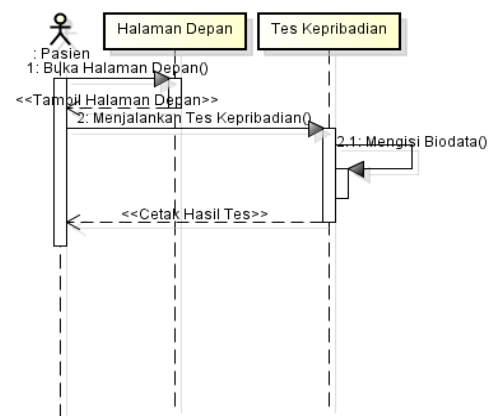 Halaman Depan
Tes Kepribadian
: Pasien
1: Buka Halaman Depan()
<<Tampil Halaman Depan>>
2: Menjalankan Tes Kepribadian()
2.1: Mengisi Biodata()
<<Cetak Hasil Tes>>